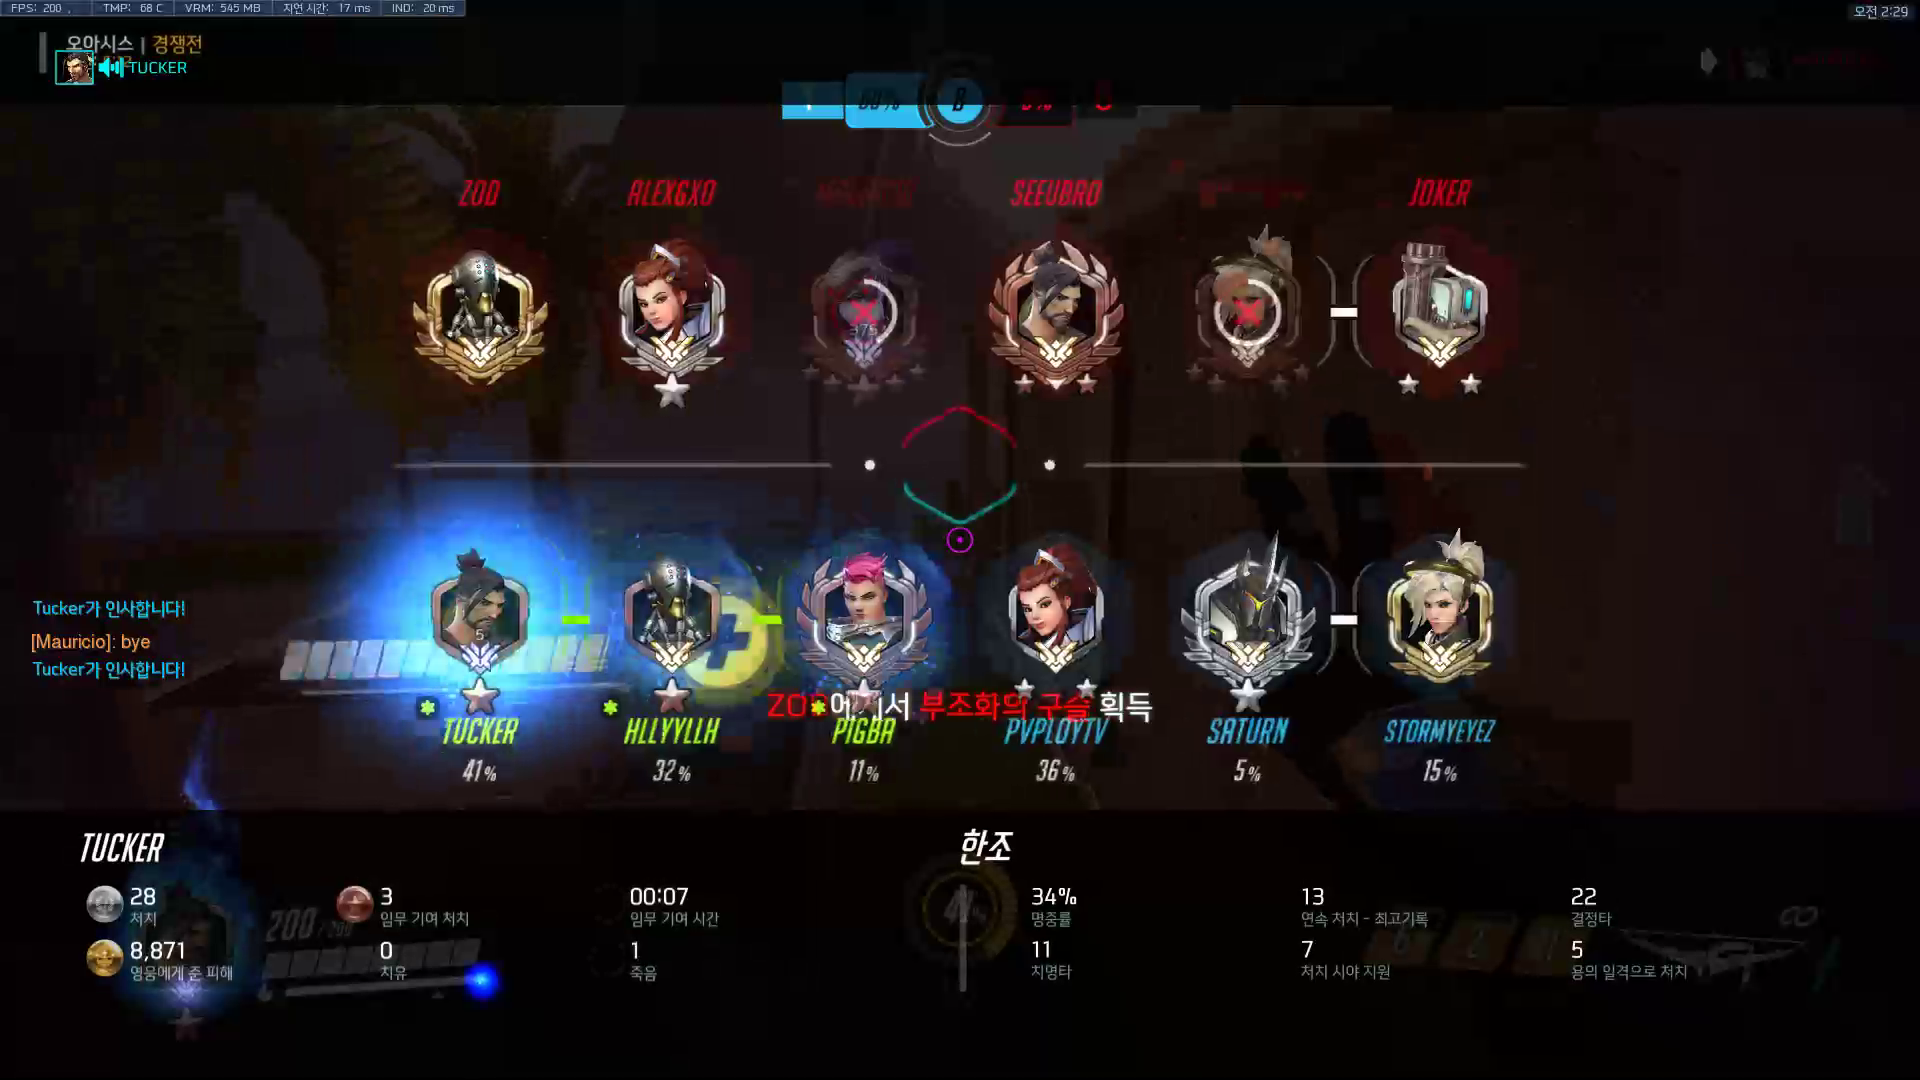 FPS: 200 TMP: 68 C VRM: 545 MB 지연 시간: 17 ms IND: 20 ms
오전 2:29
오아시스 | 경쟁전
TUCKER
B
ZOD ALEXGXO SEEUBRO JOKER
Tucker가 인사합니다!
[Mauricio]: bye
Tucker가 인사합니다!
5
부조화의 구슬 획득
TUCKER HLLYYLLH PIGBA PVPLOYTV SATURN STORMYEYEZ
41% 32% 11% 36% 5% 15%
TUCKER 한조
28 3 00:07 34% 13 22
처치 임무 기여 처치 임무 기여 시간 명중률 연속 처치 - 최고기록 결정타
8,871 0 1 11 7 5
영웅에게 준 피해 치유 죽음 치명타 처치 시야 지원 용의 일격으로 처치